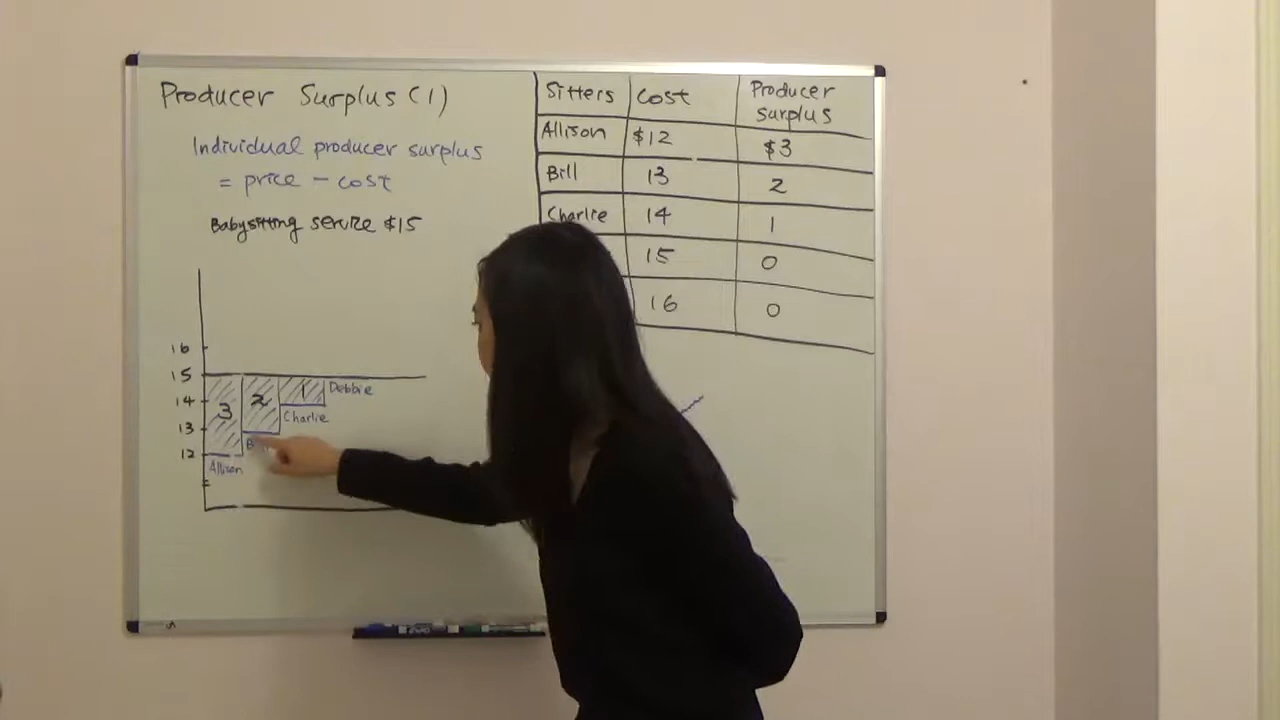 Producer Surplus (1)
Individual producer surplus
= price - cost
Babysitting service $15
Sitters Cost Producer surplus
Allison $12 $3
Bill 13 2
Charlie 14 1
15 0
16 0
16
15
14
13
12
3
2
1
Debbie
Charlie
Allison